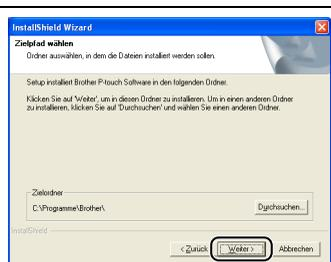 InstallShield Wizard
Zielpfad wählen
Ordner auswählen, in dem die Dateien installiert werden sollen.
Setup installiert Brother P-touch Software in den folgenden Ordner.
Klicken Sie auf 'Weiter', um in diesen Ordner zu installieren. Um in einen anderen Ordner
zu installieren, klicken Sie auf 'Durchsuchen' und wählen Sie einen anderen Ordner.
Zielordner
C:\Programme\Brother\
Durchsuchen...
InstallShield
< Zurück
Weiter >
Abbrechen